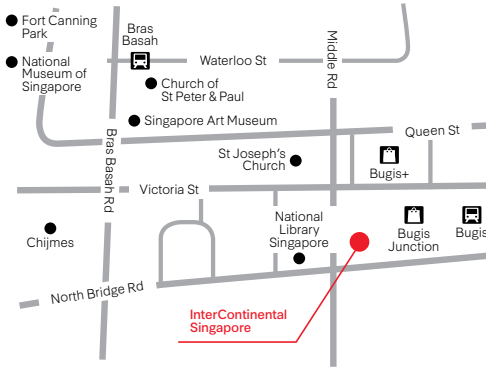 Fort Canning
Park
Bras
Basah
Waterloo St
Middle Rd
National
Museum of
Singapore
Church of
St Peter & Paul
Singapore Art Museum
Queen St
Bras Basah Rd
St Joseph's
Church
Bugis+
Victoria St
National
Library
Singapore
Chijmes
Bugis
Junction
Bugis
North Bridge Rd
InterContinental
Singapore